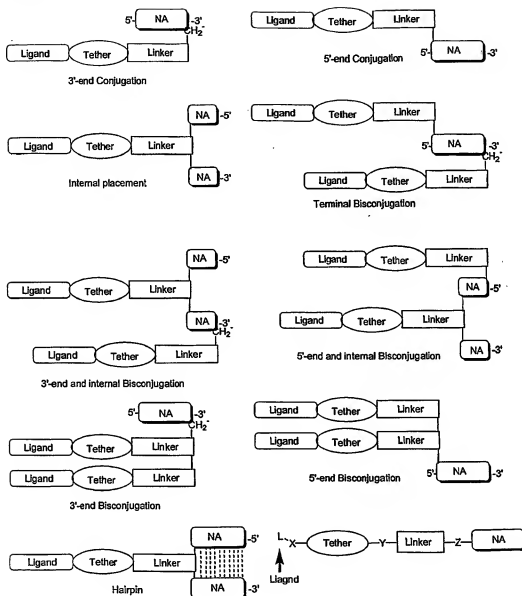 5'- NA -3'
CH2-
Ligand Tether Linker
3'-end Conjugation
Ligand Tether Linker
5'- NA -3'
5'-end Conjugation
NA -5'
Ligand Tether Linker
NA -3'
Internal placement
Ligand Tether Linker
5'- NA -3'
CH2-
Ligand Tether Linker
Terminal Bisconjugation
NA -5'
Ligand Tether Linker
NA -3'
CH2-
Ligand Tether Linker
3'-end and internal Bisconjugation
Ligand Tether Linker
NA -5'
Ligand Tether Linker
NA -3'
5'-end and internal Bisconjugation
5'- NA -3'
CH2-
Ligand Tether Linker
Ligand Tether Linker
3'-end Bisconjugation
Ligand Tether Linker
Ligand Tether Linker
5'- NA -3'
5'-end Bisconjugation
NA -5'
Ligand Tether Linker
NA -3'
Hairpin
L X Tether Y Linker Z NA
Liagnd